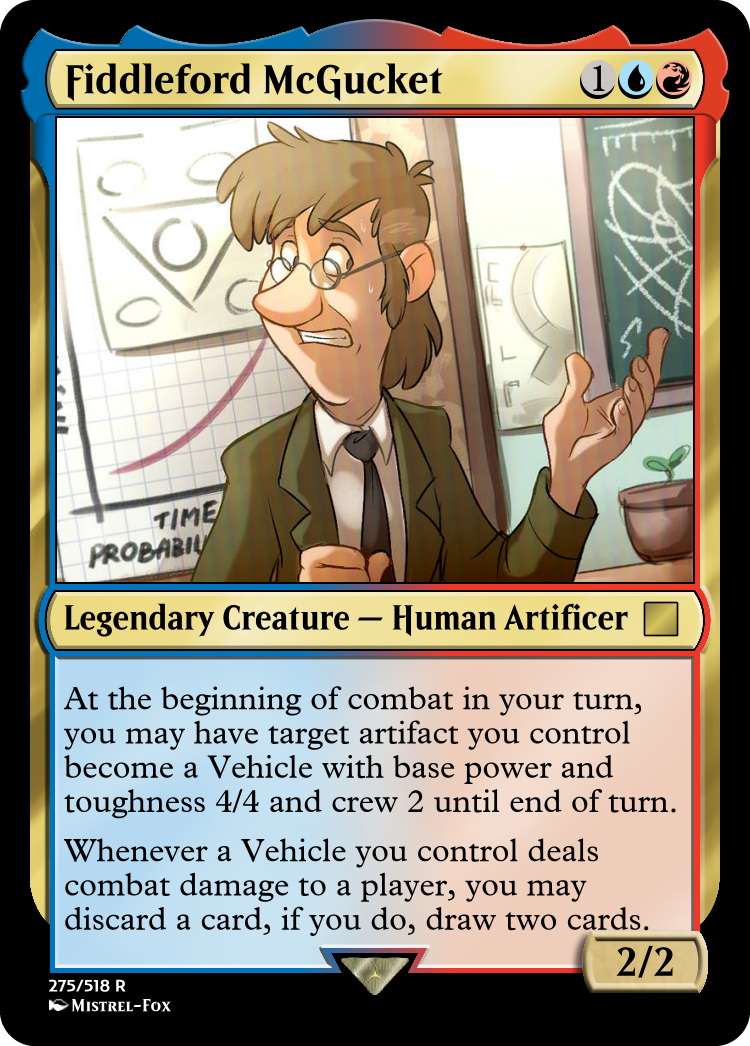 Fiddleford McGucket 1
TIME
PROBABIL
Legendary Creature — Human Artificer
At the beginning of combat in your turn,
you may have target artifact you control
become a Vehicle with base power and
toughness 4/4 and crew 2 until end of turn.
Whenever a Vehicle you control deals
combat damage to a player, you may
discard a card, if you do, draw two cards.
2/2
275/518 R
Mistrel-Fox